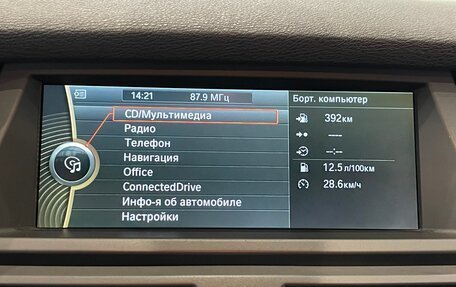 14:21 87.9 МГц
CD/Мультимедиа
Радио
Телефон
Навигация
Office
ConnectedDrive
Инфо-я об автомобиле
Настройки
Борт. компьютер
392км
-----
--:--
12.5л/100км
28.6км/ч